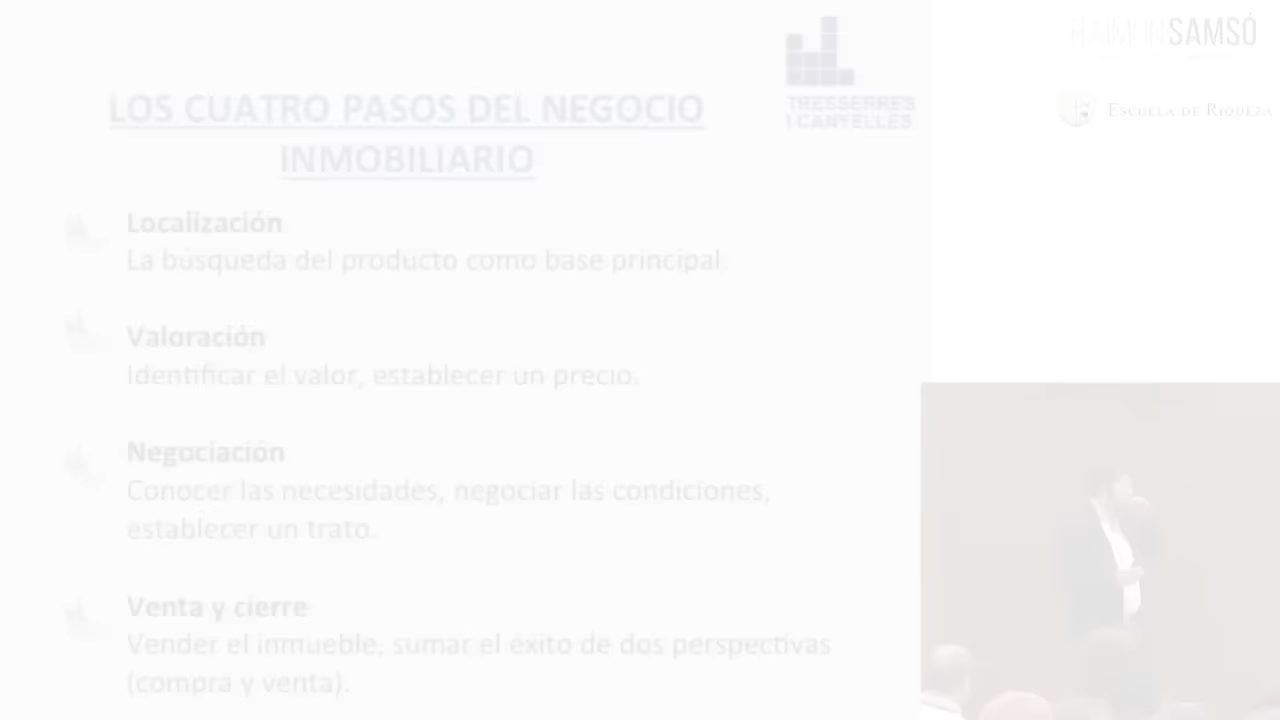 RAIMON SAMSÓ
ESCUELA DE RIQUEZA
TRESSERRES
I CANYELLES
LOS CUATRO PASOS DEL NEGOCIO
INMOBILIARIO
Localización
La búsqueda del producto como base principal.
Valoración
Identificar el valor, establecer un precio.
Negociación
Conocer las necesidades, negociar las condiciones,
establecer un trato.
Venta y cierre
Vender el inmueble, sumar el éxito de dos perspectivas
(compra y venta).